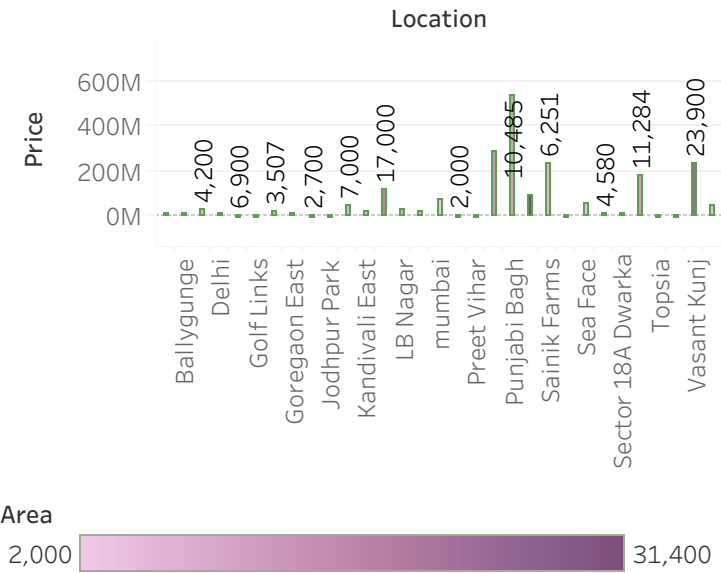 Location
Price
600M
400M
200M
0M
4,200
6,900
3,507
2,700
7,000
17,000
2,000
10,485
6,251
4,580
11,284
23,900
Ballygunge
Delhi
Golf Links
Goregaon East
Jodhpur Park
Kandivali East
LB Nagar
mumbai
Preet Vihar
Punjabi Bagh
Sainik Farms
Sea Face
Sector 18A Dwarka
Topsia
Vasant Kunj
Area
2,000 31,400